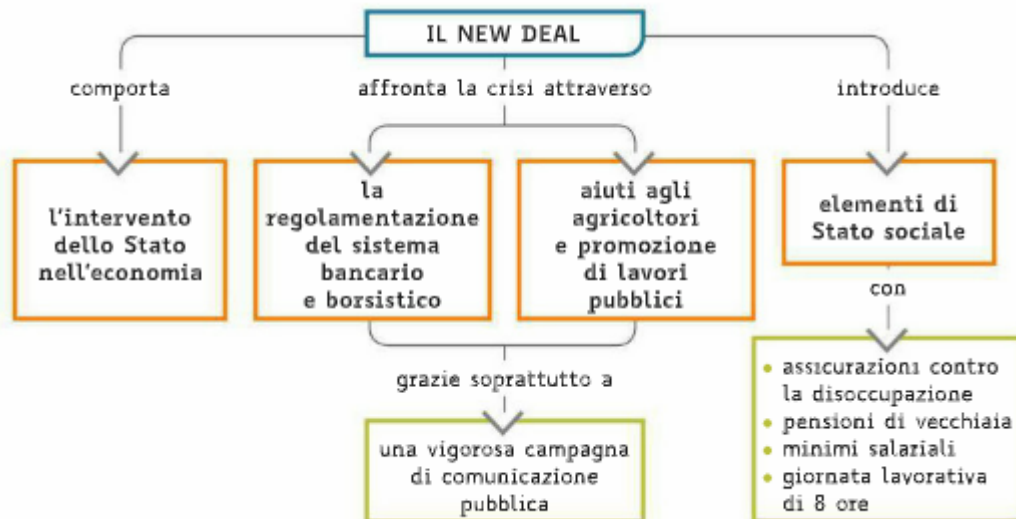 IL NEW DEAL
comporta
affronta la crisi attraverso
introduce
l'intervento
dello Stato
nell'economia
la
regolamentazione
del sistema
bancario
e borsistico
aiuti agli
agricoltori
e promozione
di lavori
pubblici
elementi di
Stato sociale
con
grazie soprattutto a
una vigorosa campagna
di comunicazione
pubblica
• assicurazioni contro
la disoccupazione
• pensioni di vecchiaia
• minimi salariali
• giornata lavorativa
di 8 ore